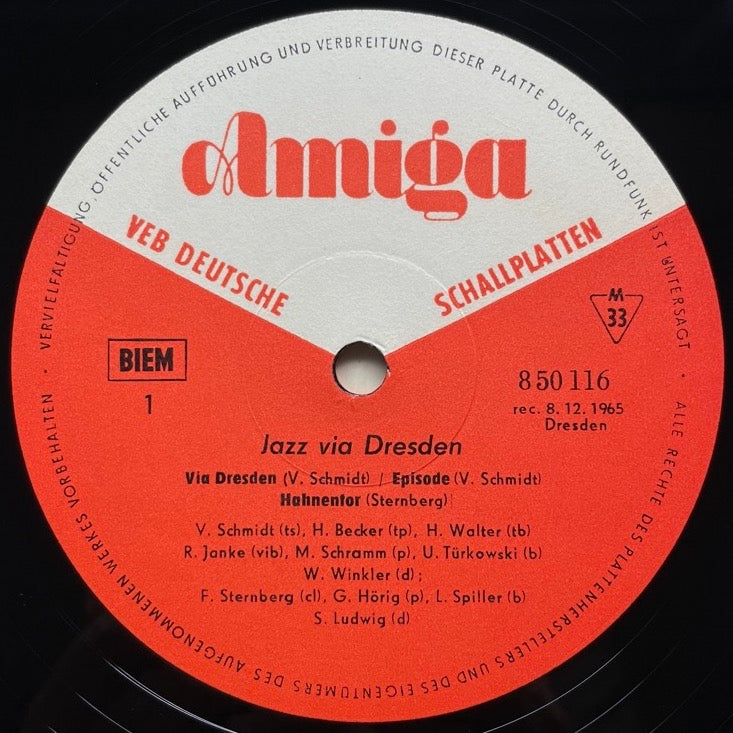 ALLE RECHTE DES PLATTENHERSTELLERS UND DES EIGENTÜMERS DES AUFGENOMMENEN WERKES VORBEHALTEN • VERVIELFÄLTIGUNG, ÖFFENTLICHE AUFFÜHRUNG UND VERBREITUNG DIESER PLATTE DURCH RUNDFUNK IST UNTERSAGT •
Amiga
VEB DEUTSCHE SCHALLPLATTEN
M
33
BIEM
1
850 116
rec. 8. 12. 1965
Dresden
Jazz via Dresden
Via Dresden (V. Schmidt) / Episode (V. Schmidt)
Hahnentor (Sternberg)
V. Schmidt (ts), H. Becker (tp), H. Walter (tb)
R. Janke (vib), M. Schramm (p), U. Türkowski (b)
W. Winkler (d) ;
F. Sternberg (cl), G. Hörig (p), L. Spiller (b)
S. Ludwig (d)